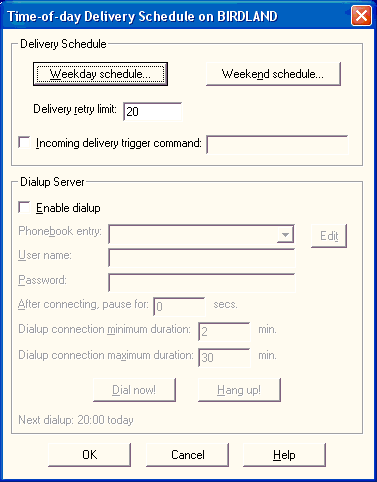 Time-of-day Delivery Schedule on BIRDLAND
Delivery Schedule
Weekday schedule... Weekend schedule...
Delivery retry limit: 20
Incoming delivery trigger command:
Dialup Server
Enable dialup
Phonebook entry: Edit
User name:
Password:
After connecting, pause for: 0 secs.
Dialup connection minimum duration: 2 min.
Dialup connection maximum duration: 30 min.
Dial now! Hang up!
Next dialup: 20:00 today
OK Cancel Help